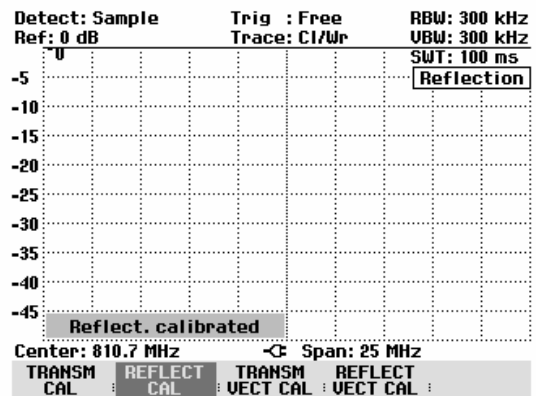 Detect: Sample Trig : Free RBW: 300 kHz
Ref: 0 dB Trace: Cl/Wr VBW: 300 kHz
SWT: 100 ms
Reflection
-5
-10
-15
-20
-25
-30
-35
-40
-45
Reflect. calibrated
Center: 810.7 MHz Span: 25 MHz
TRANSM REFLECT TRANSM REFLECT
CAL CAL VECT CAL VECT CAL